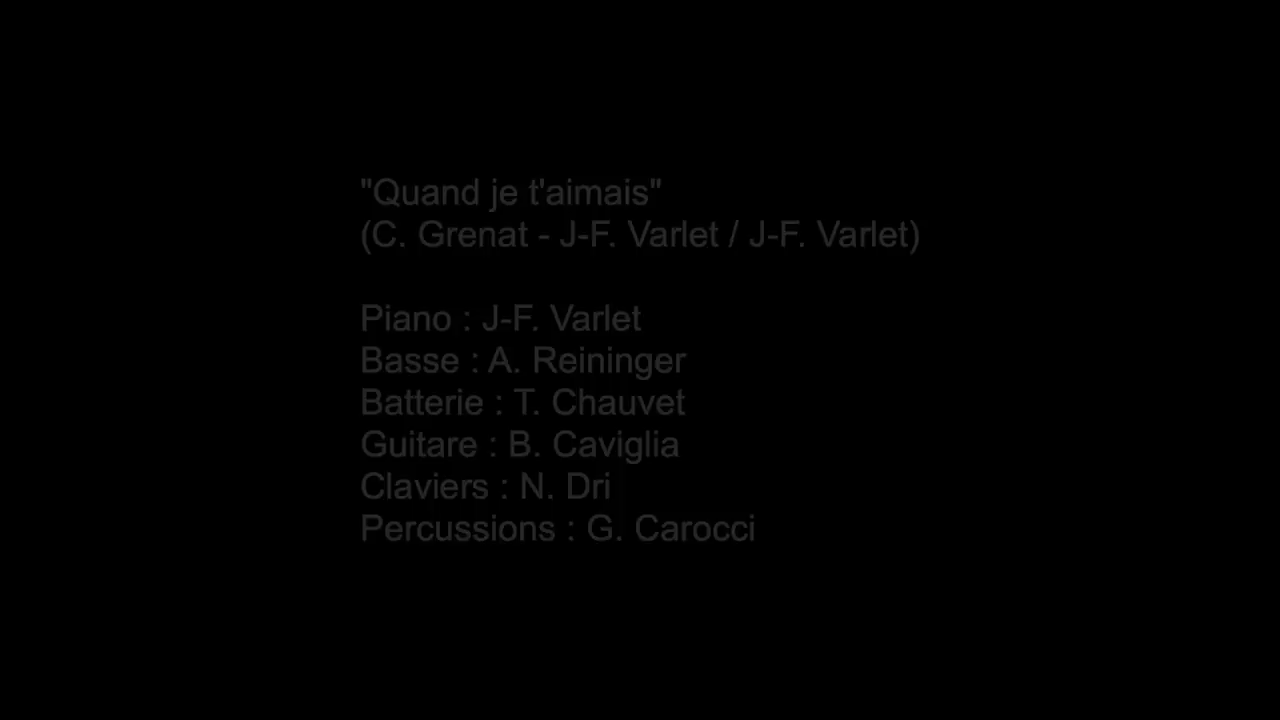 "Quand je t'aimais"
(C. Grenat - J-F. Varlet / J-F. Varlet)
Piano : J-F. Varlet
Basse : A. Reininger
Batterie : T. Chauvet
Guitare : B. Caviglia
Claviers : N. Dri
Percussions : G. Carocci